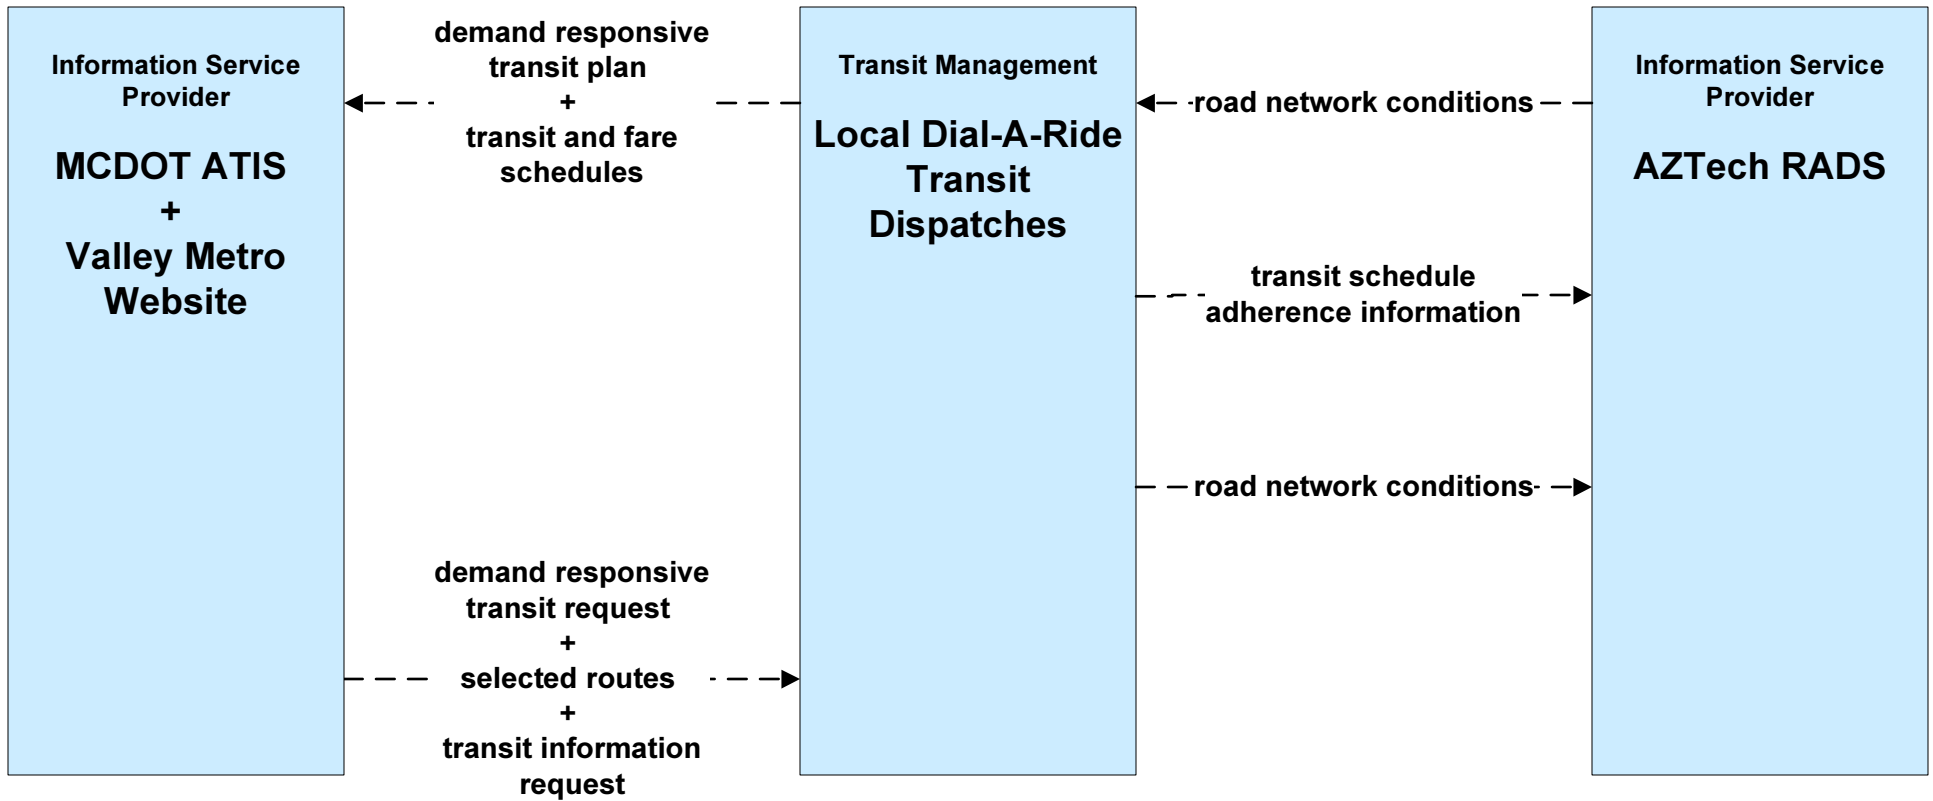 Information Service
Provider
MCDOT ATIS
+
Valley Metro
Website
demand responsive
transit plan
+
transit and fare
schedules
demand responsive
transit request
+
selected routes
+
transit information
request
Transit Management
Local Dial-A-Ride
Transit
Dispatches
road network conditions
transit schedule
adherence information
road network conditions
Information Service
Provider
AZTech RADS